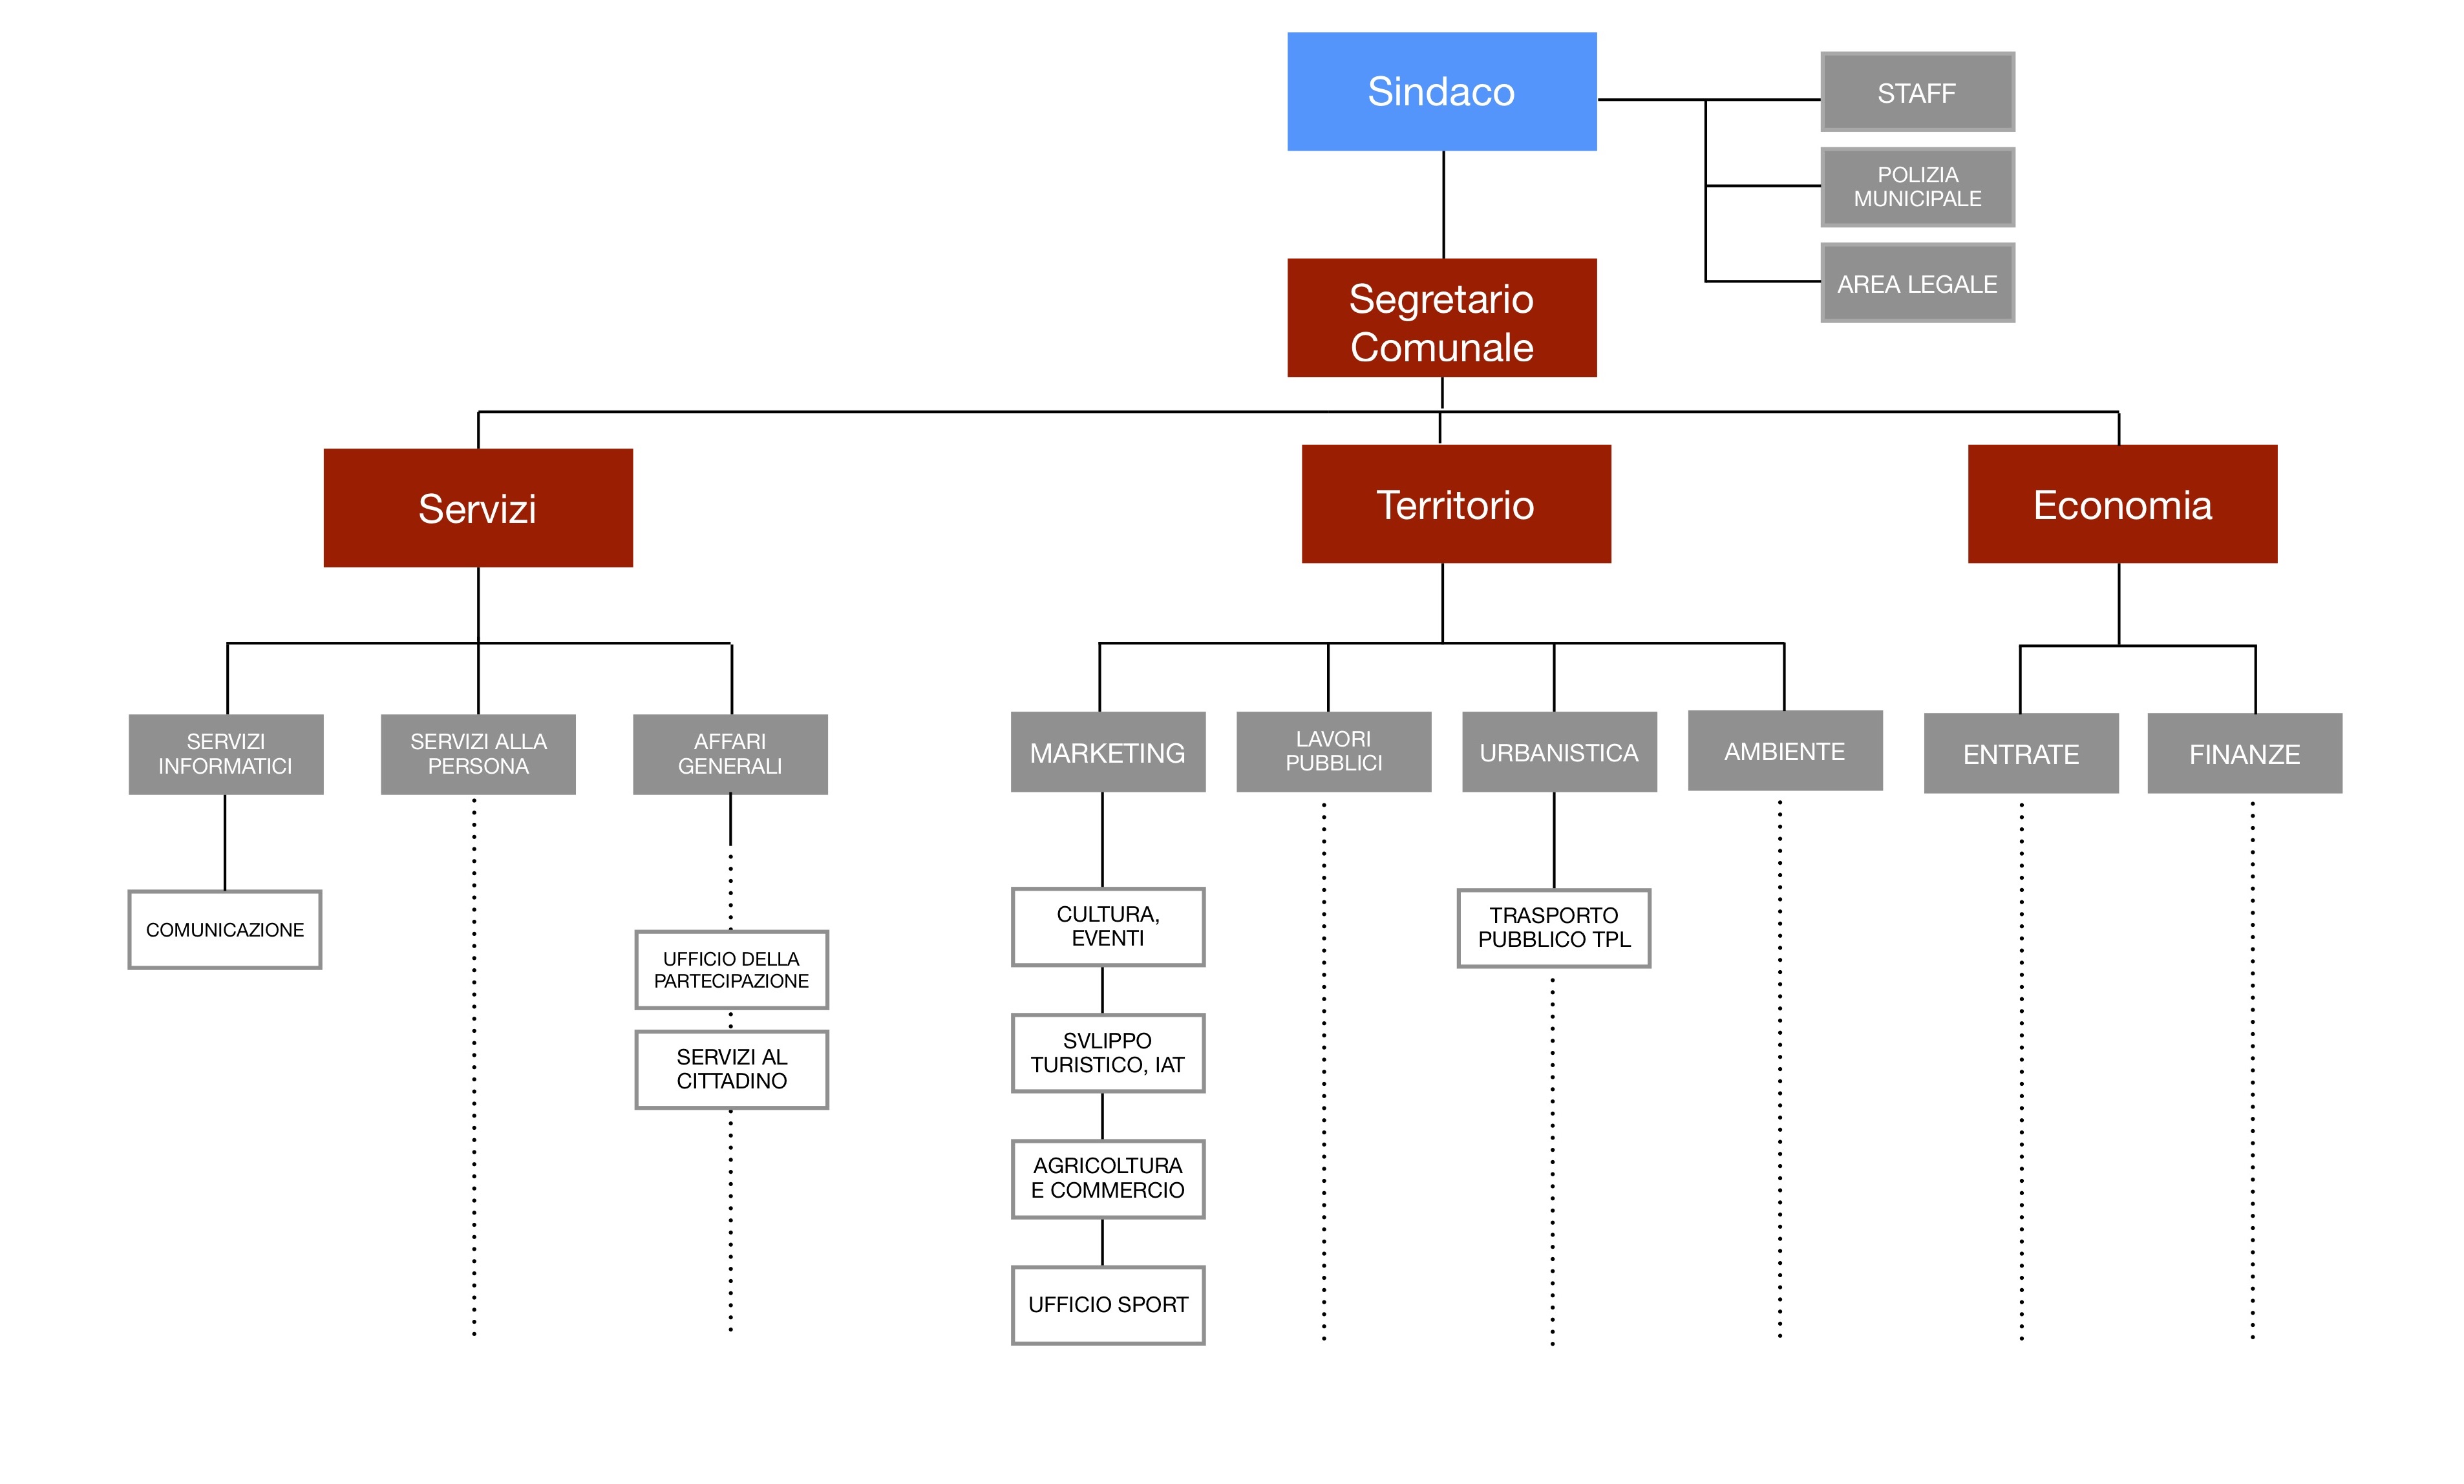 Sindaco
STAFF
POLIZIA
MUNICIPALE
AREA LEGALE
Segretario
Comunale
Servizi
Territorio
Economia
SERVIZI
INFORMATICI
SERVIZI ALLA
PERSONA
AFFARI
GENERALI
MARKETING
LAVORI
PUBBLICI
URBANISTICA
AMBIENTE
ENTRATE
FINANZE
COMUNICAZIONE
UFFICIO DELLA
PARTECIPAZIONE
SERVIZI AL
CITTADINO
CULTURA,
EVENTI
SVLIPPO
TURISTICO, IAT
AGRICOLTURA
E COMMERCIO
UFFICIO SPORT
TRASPORTO
PUBBLICO TPL